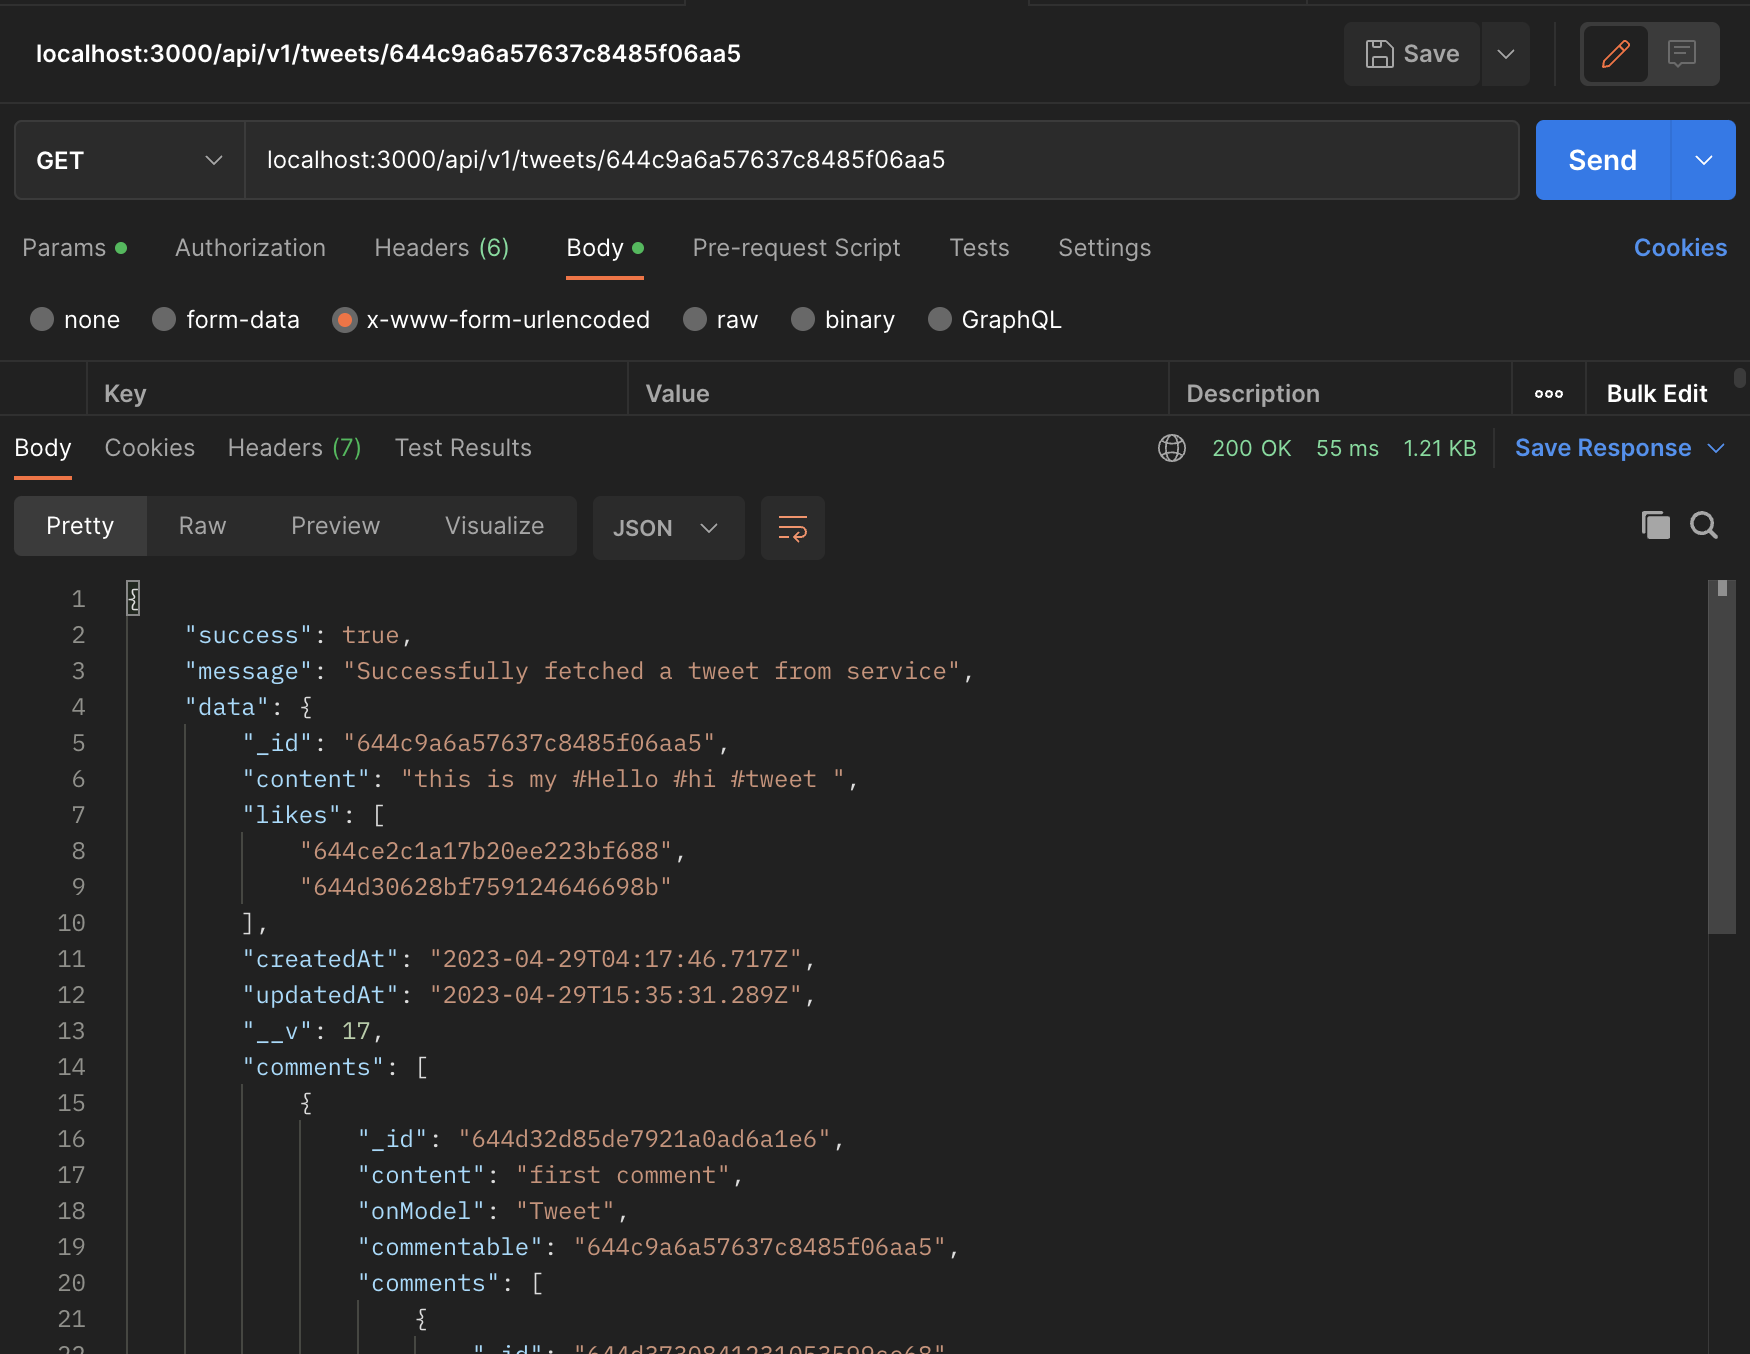 localhost:3000/api/v1/tweets/644c9a6a57637c8485f06aa5
Save
GET
localhost:3000/api/v1/tweets/644c9a6a57637c8485f06aa5
Send
Params Authorization Headers (6) Body Pre-request Script Tests Settings Cookies
none form-data x-www-form-urlencoded raw binary GraphQL
Key Value Description ooo Bulk Edit
Body Cookies Headers (7) Test Results 200 OK 55 ms 1.21 KB Save Response
Pretty Raw Preview Visualize JSON
1 {
2 "success": true,
3 "message": "Successfully fetched a tweet from service",
4 "data": {
5 "_id": "644c9a6a57637c8485f06aa5",
6 "content": "this is my #Hello #hi #tweet ",
7 "likes": [
8 "644ce2c1a17b20ee223bf688",
9 "644d30628bf759124646698b"
10 ],
11 "createdAt": "2023-04-29T04:17:46.717Z",
12 "updatedAt": "2023-04-29T15:35:31.289Z",
13 "__v": 17,
14 "comments": [
15 {
16 "_id": "644d32d85de7921a0ad6a1e6",
17 "content": "first comment",
18 "onModel": "Tweet",
19 "commentable": "644c9a6a57637c8485f06aa5",
20 "comments": [
21 {
22 "_id":